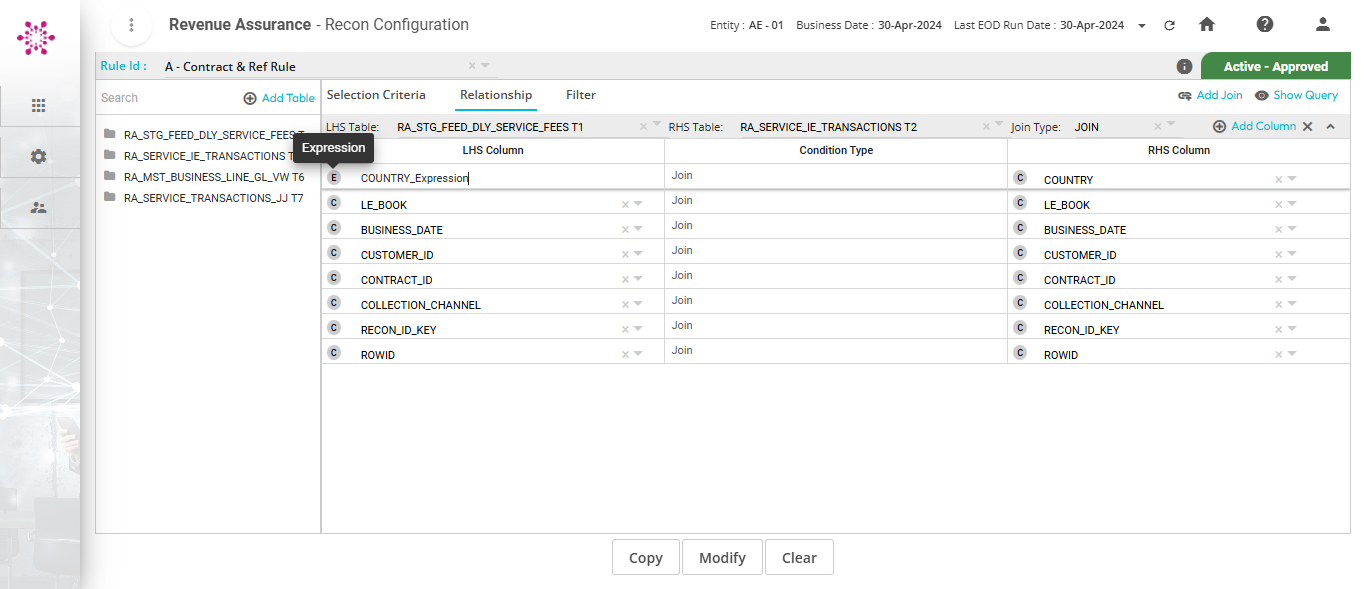 Revenue Assurance - Recon Configuration
Entity : AE - 01 Business Date : 30-Apr-2024 Last EOD Run Date : 30-Apr-2024
Rule Id : A - Contract & Ref Rule
Active - Approved
Search Add Table
Selection Criteria Relationship Filter
Add Join Show Query
RA_STG_FEED_DLY_SERVICE_FEES T
RA_SERVICE_IE_TRANSACTIONS T
RA_MST_BUSINESS_LINE_GL_VW T6
RA_SERVICE_TRANSACTIONS_JJ T7
LHS Table: RA_STG_FEED_DLY_SERVICE_FEES T1 RHS Table: RA_SERVICE_IE_TRANSACTIONS T2 Join Type: JOIN Add Column
Expression
LHS Column Condition Type RHS Column
E COUNTRY_Expression Join C COUNTRY
C LE_BOOK Join C LE_BOOK
C BUSINESS_DATE Join C BUSINESS_DATE
C CUSTOMER_ID Join C CUSTOMER_ID
C CONTRACT_ID Join C CONTRACT_ID
C COLLECTION_CHANNEL Join C COLLECTION_CHANNEL
C RECON_ID_KEY Join C RECON_ID_KEY
C ROWID Join C ROWID
Copy Modify Clear